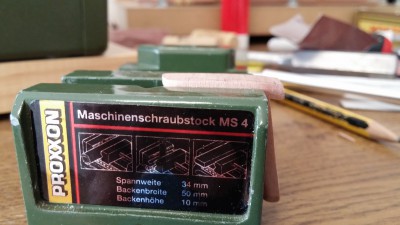 PROXXON
Maschinenschraubstock MS 4
Spannweite 34 mm
Backenbreite 50 mm
Backenhöhe 10 mm